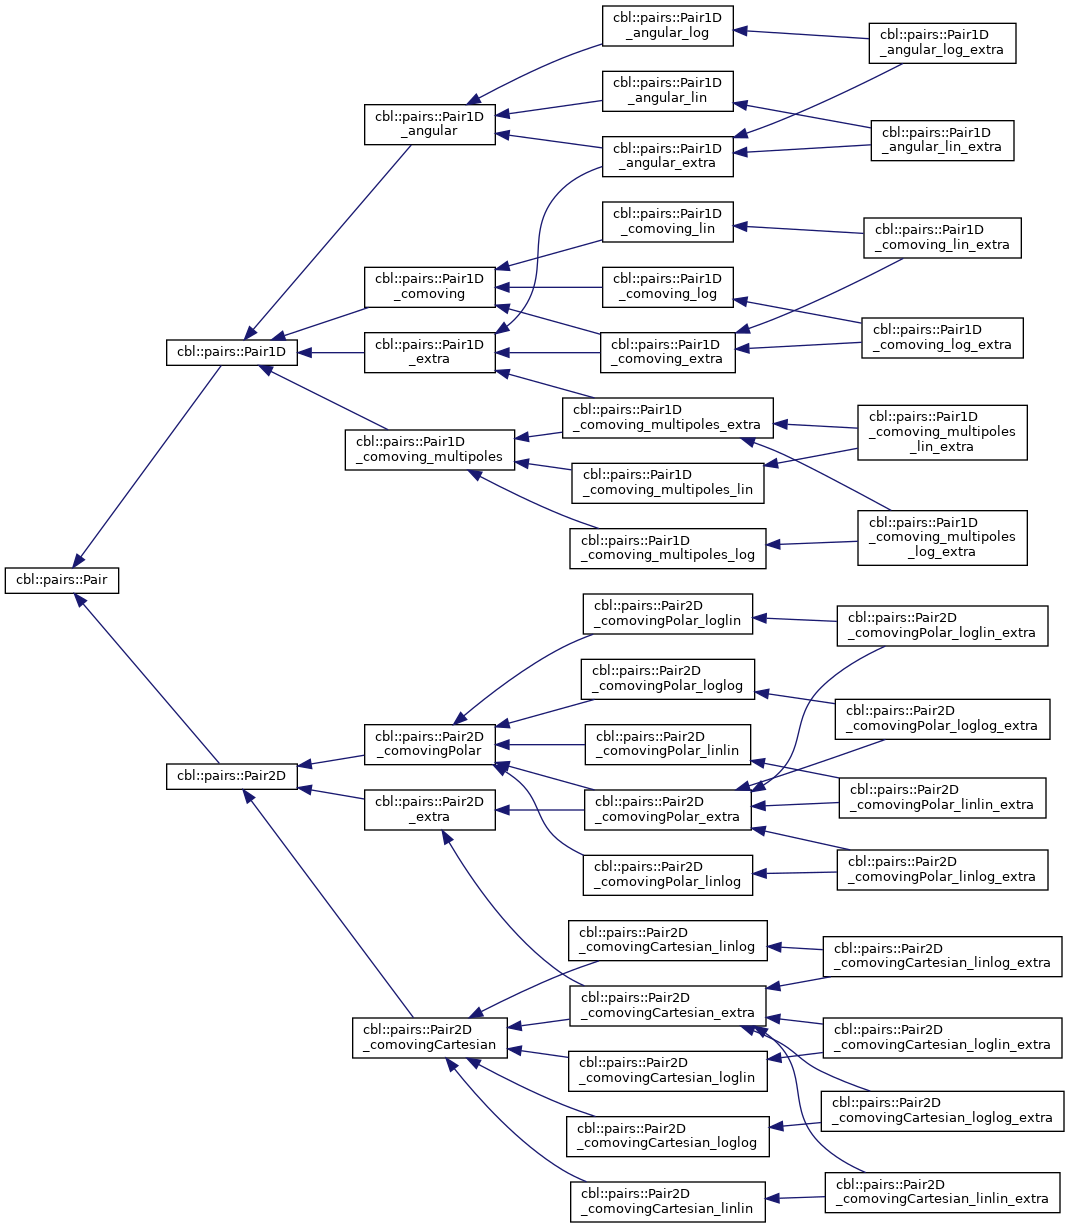 cbl::pairs::Pair
cbl::pairs::Pair1D
cbl::pairs::Pair2D
cbl::pairs::Pair1D
_angular
cbl::pairs::Pair1D
_comoving
cbl::pairs::Pair1D
_extra
cbl::pairs::Pair1D
_comoving_multipoles
cbl::pairs::Pair2D
_comovingPolar
cbl::pairs::Pair2D
_extra
cbl::pairs::Pair2D
_comovingCartesian
cbl::pairs::Pair1D
_angular_log
cbl::pairs::Pair1D
_angular_lin
cbl::pairs::Pair1D
_angular_extra
cbl::pairs::Pair1D
_comoving_lin
cbl::pairs::Pair1D
_comoving_log
cbl::pairs::Pair1D
_comoving_extra
cbl::pairs::Pair1D
_comoving_multipoles_extra
cbl::pairs::Pair1D
_comoving_multipoles_lin
cbl::pairs::Pair1D
_comoving_multipoles_log
cbl::pairs::Pair2D
_comovingPolar_loglin
cbl::pairs::Pair2D
_comovingPolar_loglog
cbl::pairs::Pair2D
_comovingPolar_linlin
cbl::pairs::Pair2D
_comovingPolar_extra
cbl::pairs::Pair2D
_comovingPolar_linlog
cbl::pairs::Pair2D
_comovingCartesian_linlog
cbl::pairs::Pair2D
_comovingCartesian_extra
cbl::pairs::Pair2D
_comovingCartesian_loglin
cbl::pairs::Pair2D
_comovingCartesian_loglog
cbl::pairs::Pair2D
_comovingCartesian_linlin
cbl::pairs::Pair1D
_angular_log_extra
cbl::pairs::Pair1D
_angular_lin_extra
cbl::pairs::Pair1D
_comoving_lin_extra
cbl::pairs::Pair1D
_comoving_log_extra
cbl::pairs::Pair1D
_comoving_multipoles
_lin_extra
cbl::pairs::Pair1D
_comoving_multipoles
_log_extra
cbl::pairs::Pair2D
_comovingPolar_loglin_extra
cbl::pairs::Pair2D
_comovingPolar_loglog_extra
cbl::pairs::Pair2D
_comovingPolar_linlin_extra
cbl::pairs::Pair2D
_comovingPolar_linlog_extra
cbl::pairs::Pair2D
_comovingCartesian_linlog_extra
cbl::pairs::Pair2D
_comovingCartesian_loglin_extra
cbl::pairs::Pair2D
_comovingCartesian_loglog_extra
cbl::pairs::Pair2D
_comovingCartesian_linlin_extra